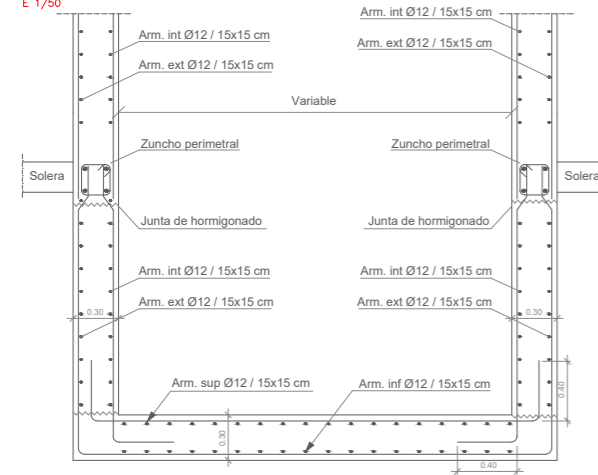 E 1/50
Arm. int Ø12 / 15x15 cm
Arm. int Ø12 / 15x15 cm
Arm. ext Ø12 / 15x15 cm
Arm. ext Ø12 / 15x15 cm
Variable
Zuncho perimetral
Zuncho perimetral
Solera
Solera
Junta de hormigonado
Junta de hormigonado
Arm. int Ø12 / 15x15 cm
Arm. int Ø12 / 15x15 cm
Arm. ext Ø12 / 15x15 cm
Arm. ext Ø12 / 15x15 cm
0.30
0.30
Arm. sup Ø12 / 15x15 cm
Arm. inf Ø12 / 15x15 cm
0.40
0.30
0.40